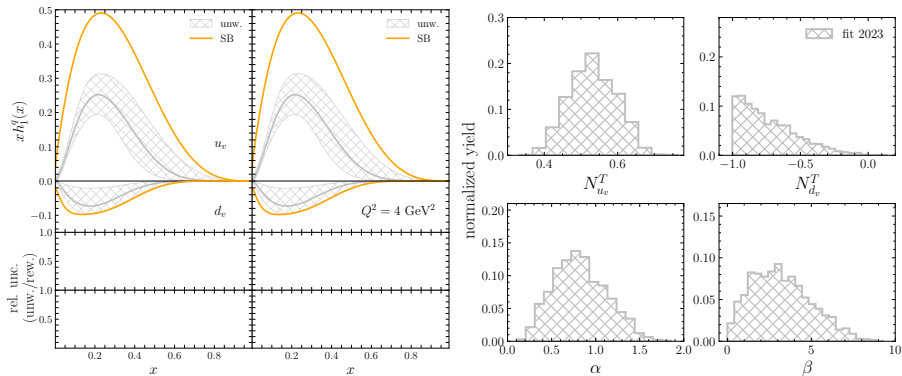 0.5
0.4
0.3
0.2
0.1
0.0
−0.1
xh₁^q(x)
unw.
SB
u_v
d_v
unw.
SB
Q² = 4 GeV²
1.0
0.5
1.0
0.5
rel. unc.
(unw./rew.)
0.2 0.4 0.6 0.8
x
0.2 0.4 0.6 0.8
x
normalized yield
0.3
0.2
0.1
0.0
0.4 0.6
N^T_{u_v}
fit 2023
0.2
0.1
0.0
−1.0 −0.5 0.0
N^T_{d_v}
0.20
0.15
0.10
0.05
0.00
0.0 0.5 1.0 1.5 2.0
α
0.15
0.10
0.05
0.00
0 5 10
β